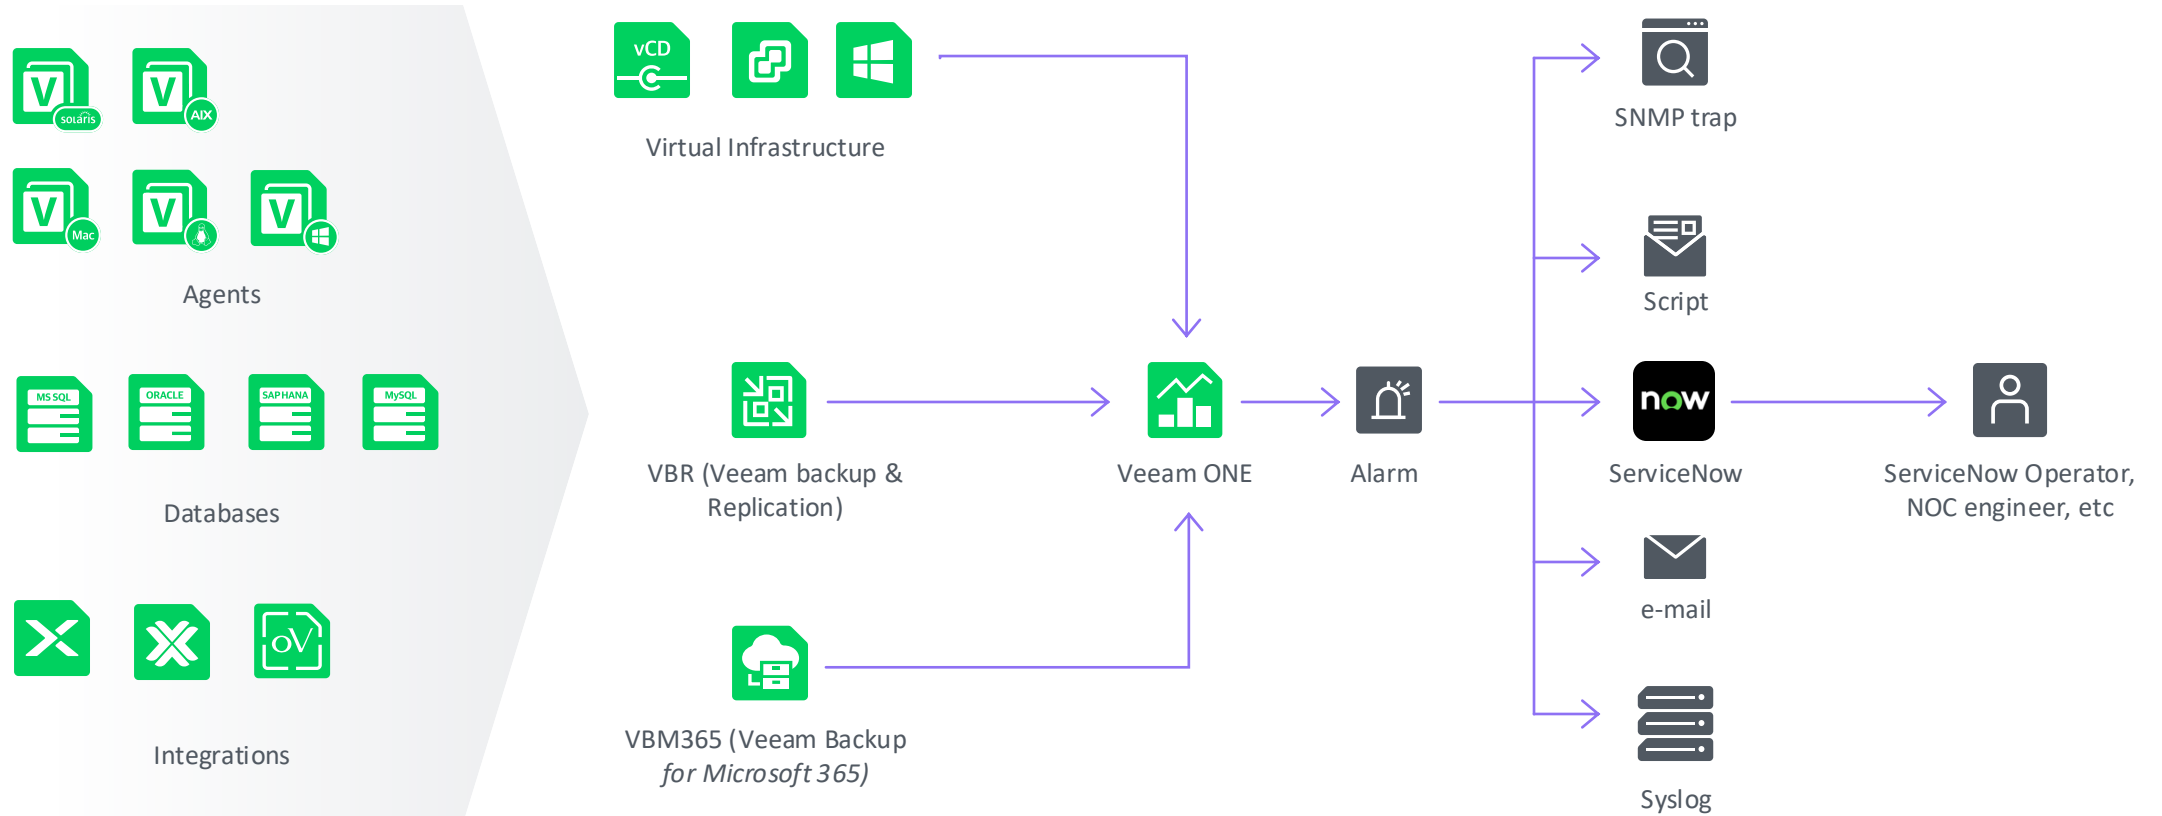 V
solaris
V
AIX
V
Mac
V
V
Agents
MS SQL
ORACLE
SAP HANA
MySQL
Databases
oV
Integrations
vCD
Virtual Infrastructure
VBR (Veeam backup &
Replication)
VBM365 (Veeam Backup
for Microsoft 365)
Veeam ONE
Alarm
SNMP trap
Script
now
ServiceNow
e-mail
Syslog
ServiceNow Operator,
NOC engineer, etc